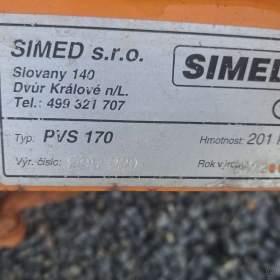 SIMED s.r.o.
Slovany 140
Dvůr Králové n/L.
Tel.: 499 321 707
SIMED
Typ: PVS 170
Hmotnost: 201
Výr. číslo:
Rok výroby